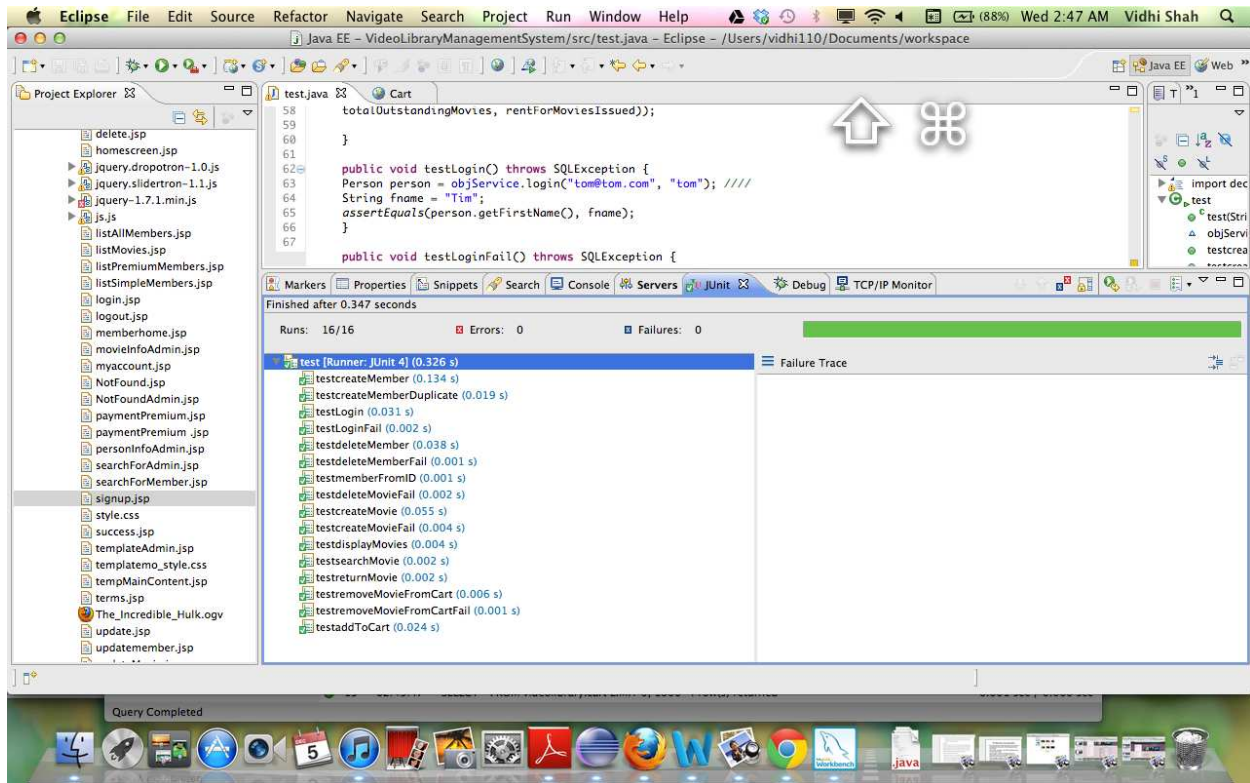 Eclipse File Edit Source Refactor Navigate Search Project Run Window Help (88%) Wed 2:47 AM Vidhi Shah
Java EE – VideoLibraryManagementSystem/src/test.java – Eclipse – /Users/vidhi110/Documents/workspace
Java EE Web »
Project Explorer
delete.jsp
homescreen.jsp
jquery.dropotron-1.0.js
jquery.slidertron-1.1.js
jquery-1.7.1.min.js
js.js
listAllMembers.jsp
listMovies.jsp
listPremiumMembers.jsp
listSimpleMembers.jsp
login.jsp
logout.jsp
memberhome.jsp
movieInfoAdmin.jsp
myaccount.jsp
NotFound.jsp
NotFoundAdmin.jsp
paymentPremium.jsp
paymentPremium .jsp
personInfoAdmin.jsp
searchForAdmin.jsp
searchForMember.jsp
signup.jsp
style.css
success.jsp
templateAdmin.jsp
templatemo_style.css
tempMainContent.jsp
terms.jsp
The_Incredible_Hulk.ogv
update.jsp
updatemember.jsp
test.java Cart
58 totalOutstandingMovies, rentForMoviesIssued));
59
60 }
61
62 public void testLogin() throws SQLException {
63 Person person = objService.login("tom@tom.com", "tom"); ////
64 String fname = "Tim";
65 assertEquals(person.getFirstName(), fname);
66 }
67
public void testLoginFail() throws SQLException {
T »1
import dec
test
test(Stri
objServi
testcrea
Markers Properties Snippets Search Console Servers JUnit Debug TCP/IP Monitor
Finished after 0.347 seconds
Runs: 16/16 Errors: 0 Failures: 0
test [Runner: JUnit 4] (0.326 s)
testcreateMember (0.134 s)
testcreateMemberDuplicate (0.019 s)
testLogin (0.031 s)
testLoginFail (0.002 s)
testdeleteMember (0.038 s)
testdeleteMemberFail (0.001 s)
testmemberFromID (0.001 s)
testdeleteMovieFail (0.002 s)
testcreateMovie (0.055 s)
testcreateMovieFail (0.004 s)
testdisplayMovies (0.004 s)
testsearchMovie (0.002 s)
testreturnMovie (0.002 s)
testremoveMovieFromCart (0.006 s)
testremoveMovieFromCartFail (0.001 s)
testaddToCart (0.024 s)
Failure Trace
Query Completed
5
Workbench
.java